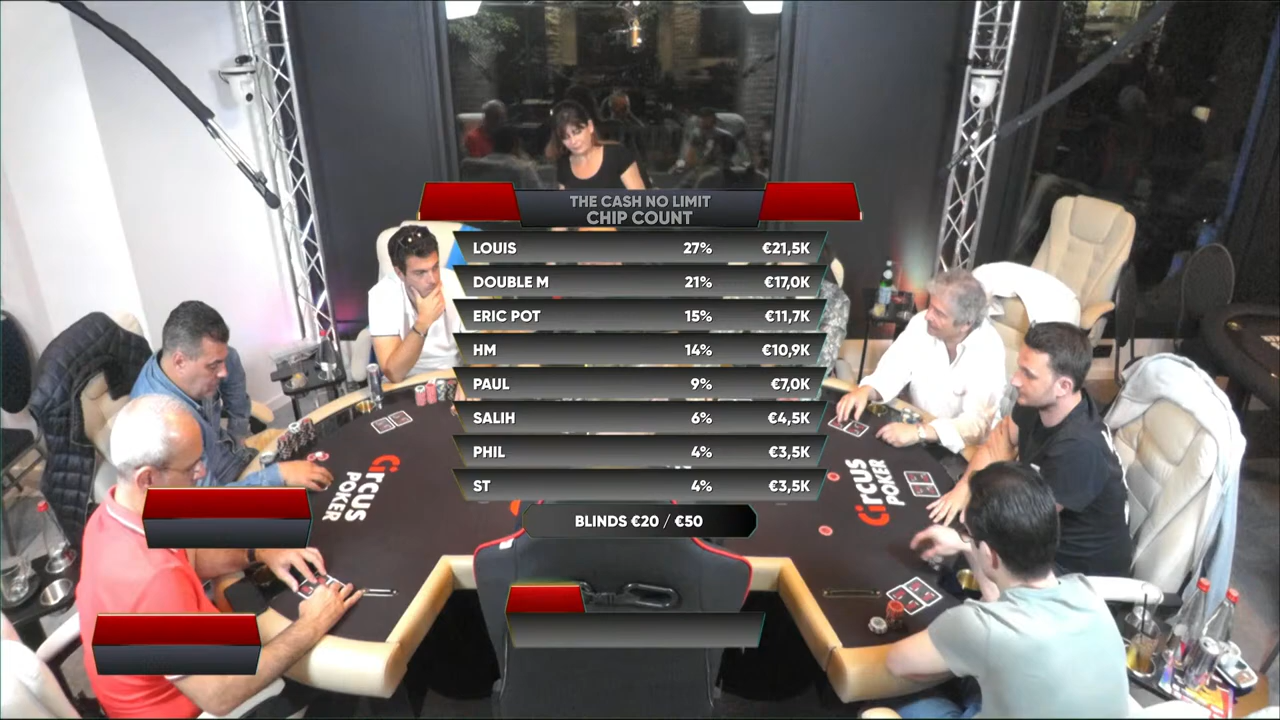 THE CASH NO LIMIT
CHIP COUNT
LOUIS 27% €21,5K
DOUBLE M 21% €17,0K
ERIC POT 15% €11,7K
HM 14% €10,9K
PAUL 9% €7,0K
SALIH 6% €4,5K
PHIL 4% €3,5K
ST 4% €3,5K
BLINDS €20 / €50
CIRCUS
POKER
CIRCUS
POKER